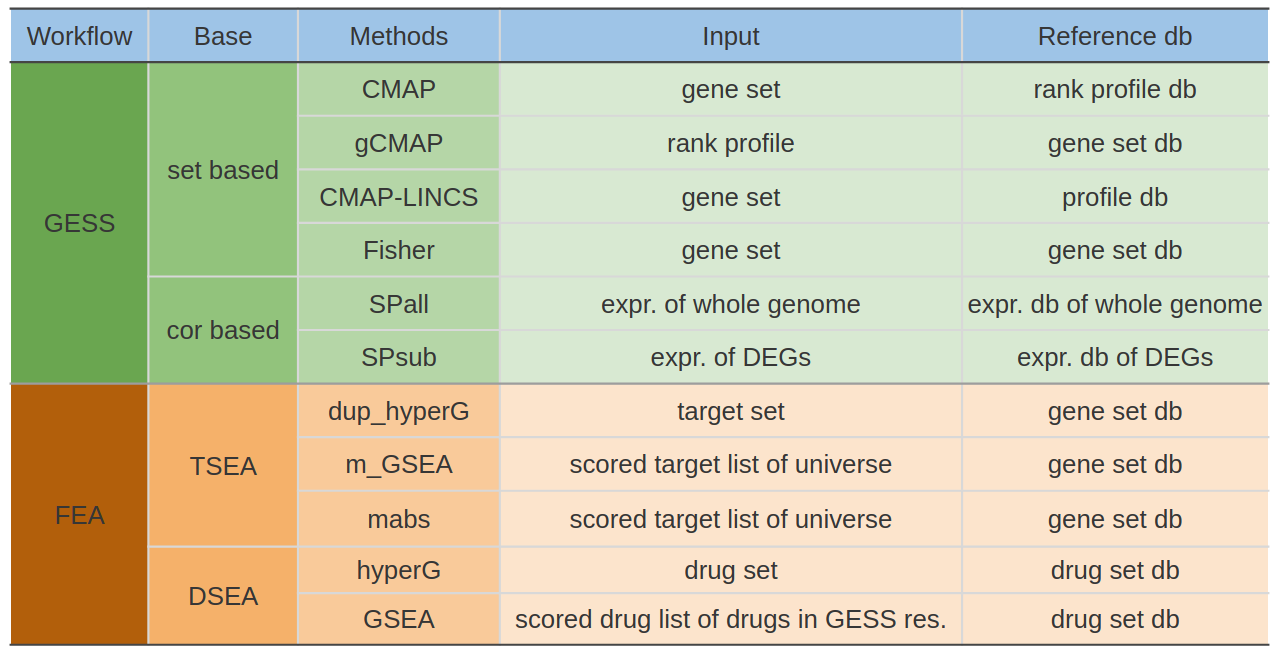 Workflow Base Methods Input Reference db
CMAP gene set rank profile db
gCMAP rank profile gene set db
set based
CMAP-LINCS gene set profile db
GESS
Fisher gene set gene set db
SPall expr. of whole genome expr. db of whole genome
cor based
SPsub expr. of DEGs expr. db of DEGs
dup_hyperG target set gene set db
TSEA m_GSEA scored target list of universe gene set db
FEA mabs scored target list of universe gene set db
hyperG drug set drug set db
DSEA
GSEA scored drug list of drugs in GESS res. drug set db